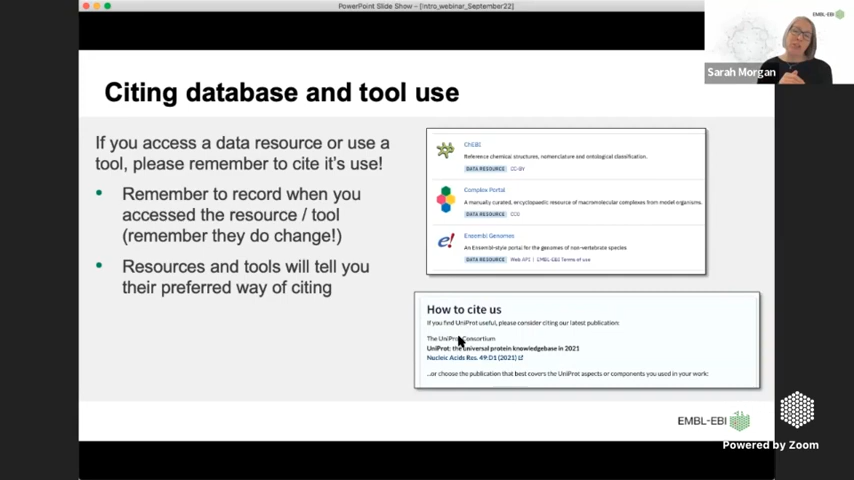 PowerPoint Slide Show - [Intro_webinar_September22]
EMBL-EBI
Sarah Morgan
Citing database and tool use
If you access a data resource or use a
tool, please remember to cite it's use!
• Remember to record when you
accessed the resource / tool
(remember they do change!)
• Resources and tools will tell you
their preferred way of citing
ChEBI
Reference chemical structures, nomenclature and ontological classification.
DATA RESOURCE CC-BY
Complex Portal
A manually curated, encyclopaedic resource of macromolecular complexes from model organisms.
DATA RESOURCE CC0
e!
Ensembl Genomes
An Ensembl-style portal for the genomes of non-vertebrate species
DATA RESOURCE Web API | EMBL-EBI Terms of use
How to cite us
If you find UniProt useful, please consider citing our latest publication:
The UniProt Consortium
UniProt: the universal protein knowledgebase in 2021
Nucleic Acids Res. 49:D1 (2021)
...or choose the publication that best covers the UniProt aspects or components you used in your work:
EMBL-EBI
Powered by Zoom